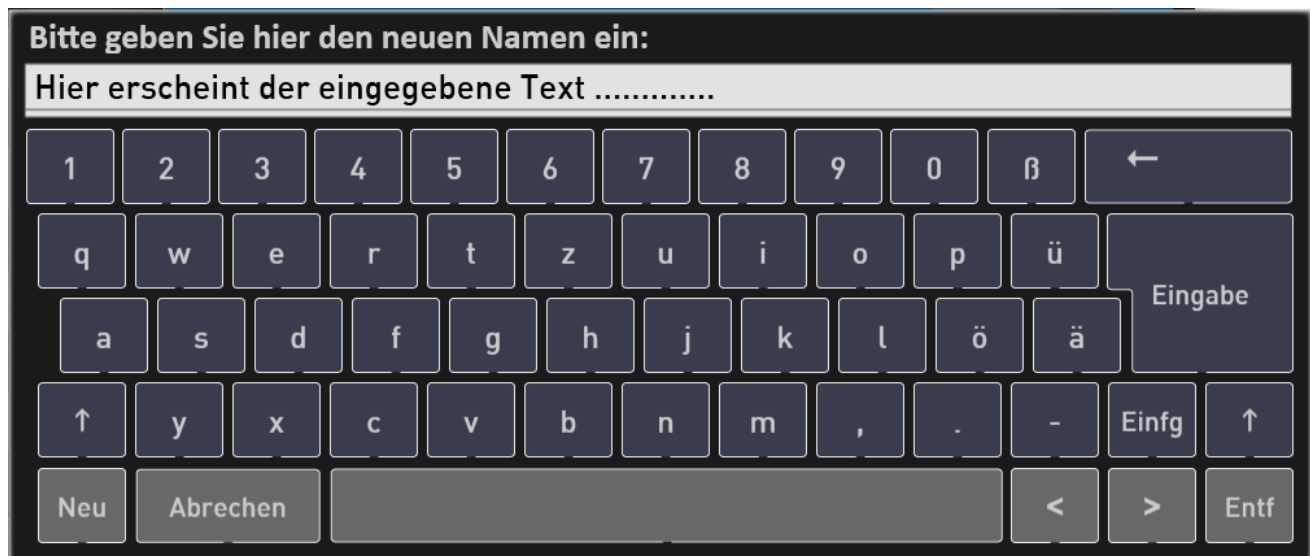 Bitte geben Sie hier den neuen Namen ein:
Hier erscheint der eingegebene Text .............
1 2 3 4 5 6 7 8 9 0 ß ←
q w e r t z u i o p ü Eingabe
a s d f g h j k l ö ä
↑ y x c v b n m , . - Einfg ↑
Neu Abrechen < > Entf